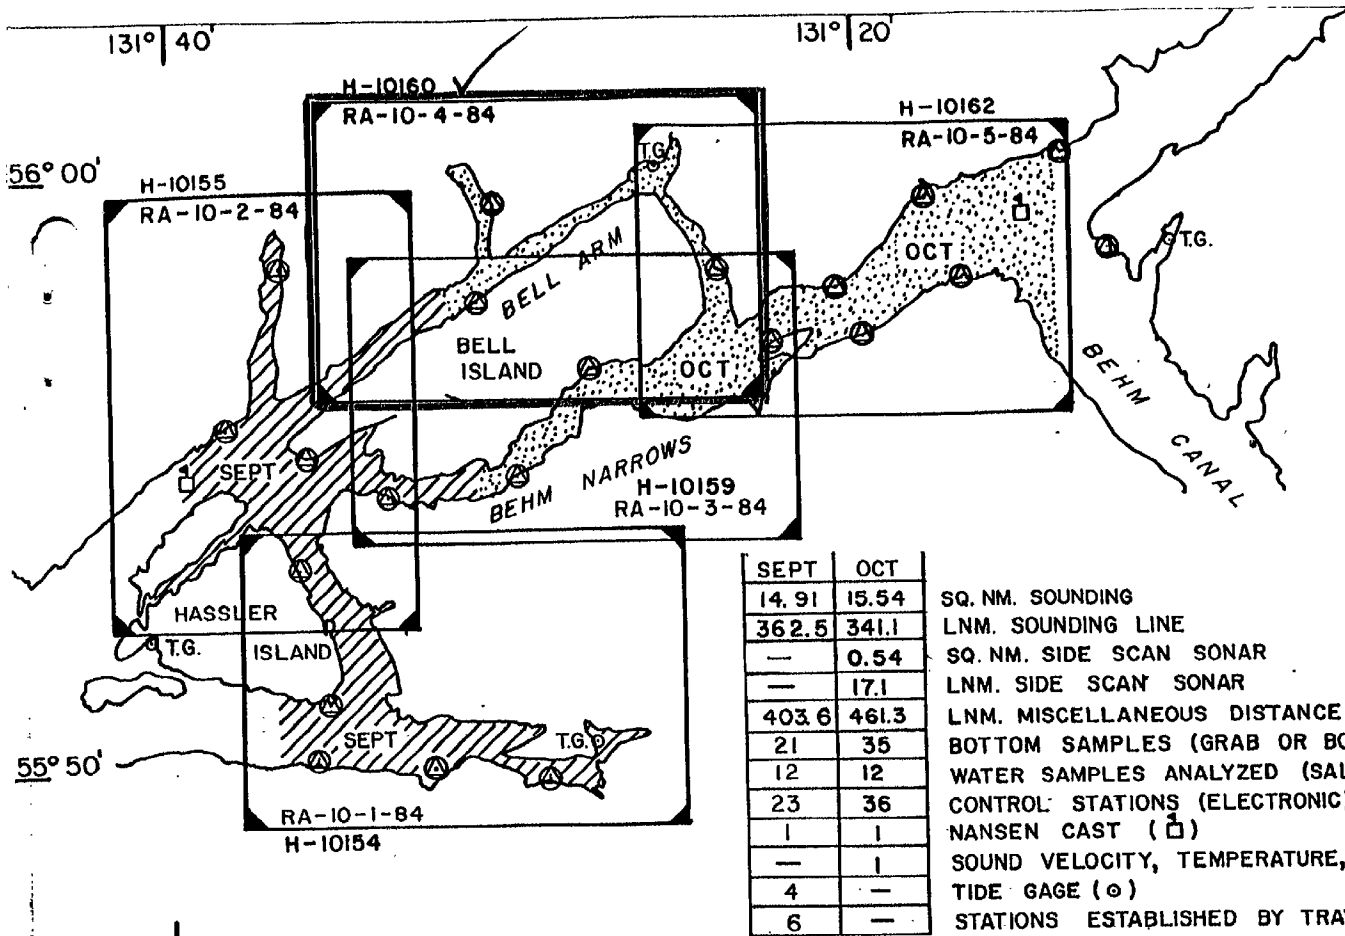 131° 40'
131° 20'
H-10160
RA-10-4-84
H-10162
RA-10-5-84
T.G.
56° 00'
H-10155
RA-10-2-84
T.G.
OCT
BELL ARM
BELL
ISLAND
OCT
BEHM CANAL
SEPT
BEHM NARROWS
H-10159
RA-10-3-84
HASSLER
ISLAND
T.G.
SEPT
T.G.
55° 50'
RA-10-1-84
H-10154
SEPT OCT
14.91 15.54 SQ. NM. SOUNDING
362.5 341.1 LNM. SOUNDING LINE
— 0.54 SQ. NM. SIDE SCAN SONAR
— 17.1 LNM. SIDE SCAN SONAR
403.6 461.3 LNM. MISCELLANEOUS DISTANCE
21 35 BOTTOM SAMPLES (GRAB OR BO
12 12 WATER SAMPLES ANALYZED (SAL
23 36 CONTROL STATIONS (ELECTRONIC
1 1 NANSEN CAST ( )
— 1 SOUND VELOCITY, TEMPERATURE,
4 — TIDE GAGE (⊙)
6 — STATIONS ESTABLISHED BY TRA